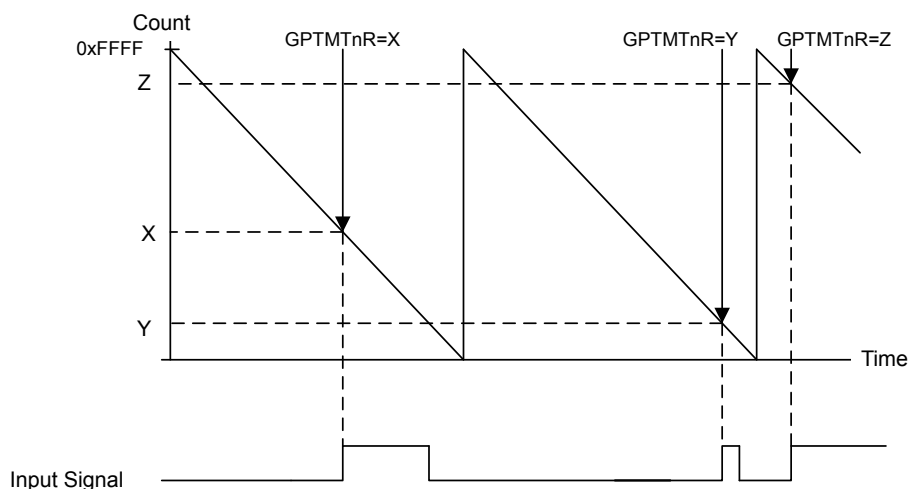 Count
0xFFFF
GPTMTnR=X
GPTMTnR=Y
GPTMTnR=Z
Z
X
Y
Time
Input Signal